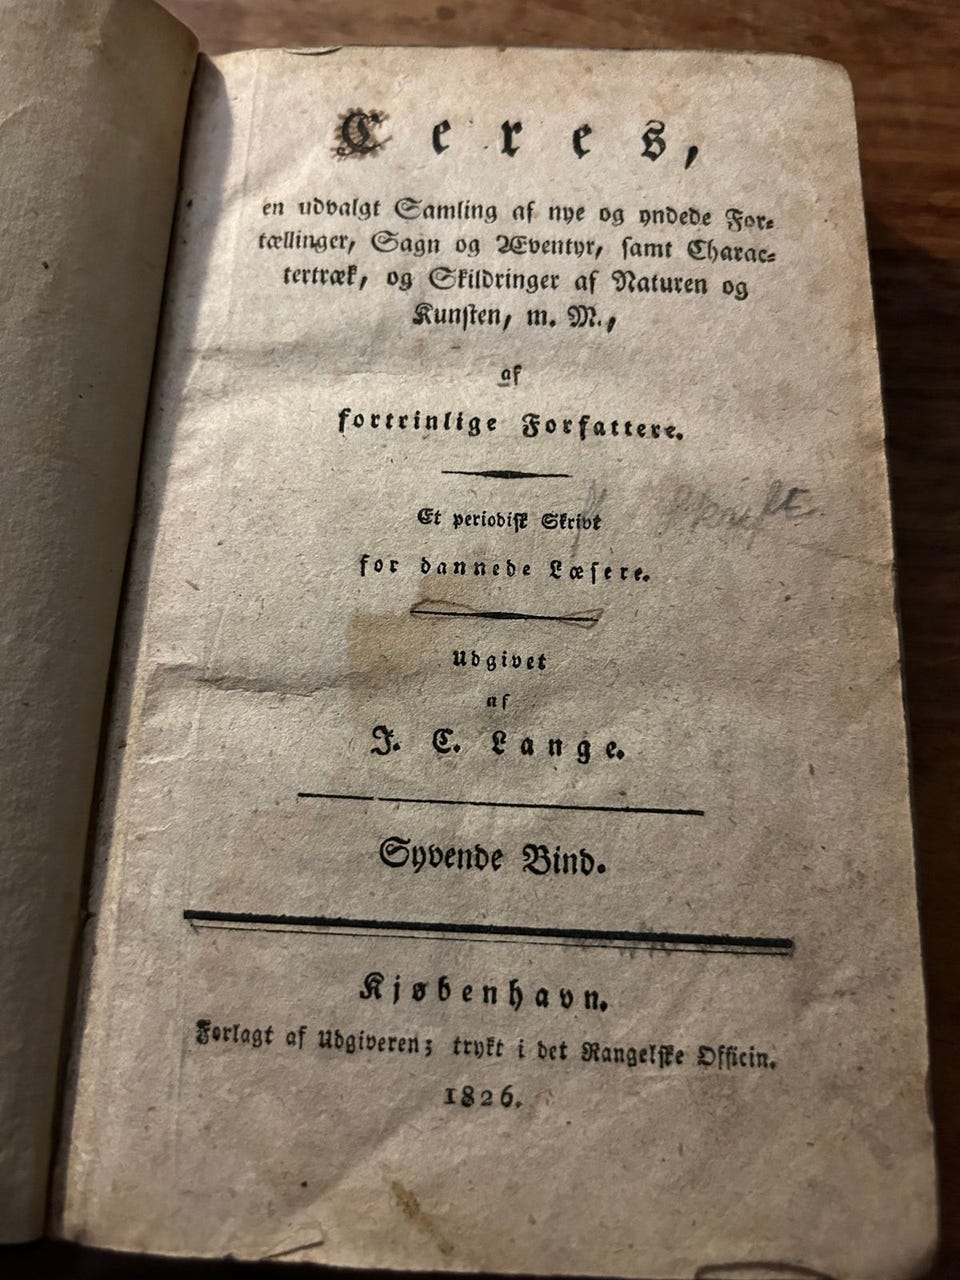 Ceres,
en udvalgt Samling af nye og yndede For-
tællinger, Sagn og Æventyr, samt Charac-
tertræk, og Skildringer af Naturen og
Kunsten, m. M.,
af
fortrinlige Forfattere.
Et periodisk Skrivt
for dannede Læsere.
Udgivet
af
J. C. Lange.
Syvende Bind.
Kjøbenhavn.
Forlagt af Udgiveren; trykt i det Rangelske Officin.
1826.